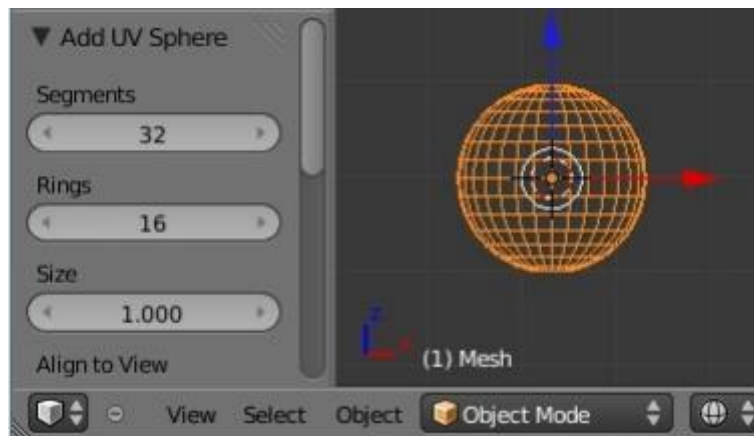 Add UV Sphere
Segments
32
Rings
16
Size
1.000
Align to View
z
x
(1) Mesh
View Select Object Object Mode